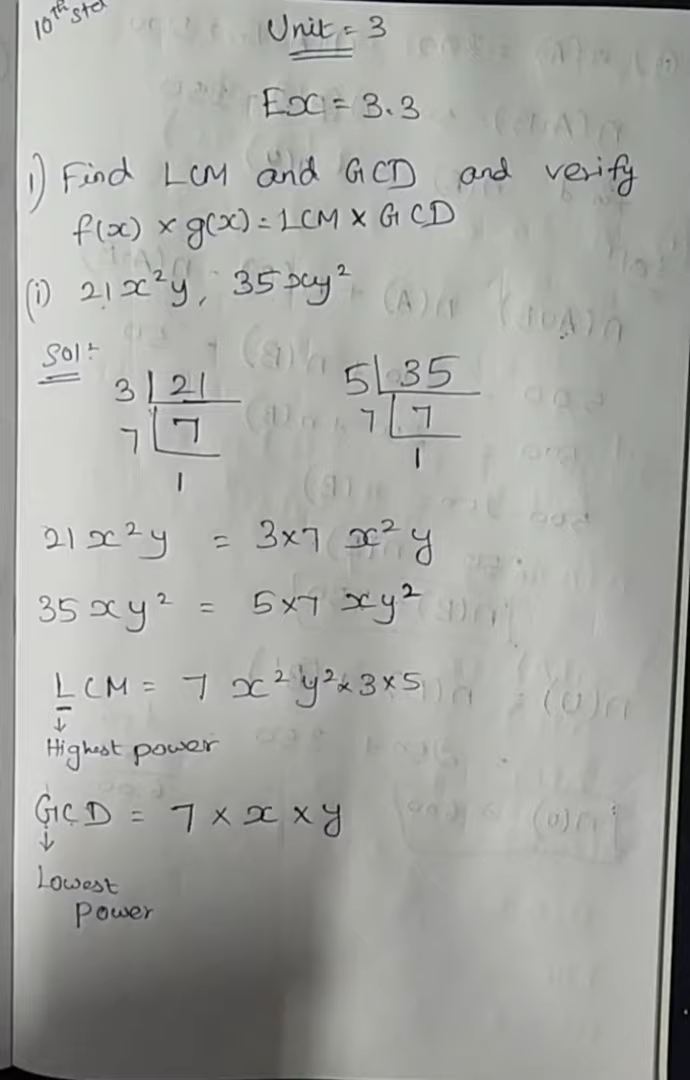 10th std
Unit = 3
Ex = 3.3
1) Find LCM and GCD and verify
f(x) × g(x) = LCM × GCD
(i) 21x²y, 35xy²
Sol:
3 | 21    5 | 35
7 | 7    7 | 7
1    1
21x²y = 3×7 x²y
35xy² = 5×7 xy²
LCM = 7 x²y² × 3 × 5
↓
Highest power
GCD = 7 × x × y
↓
Lowest
power